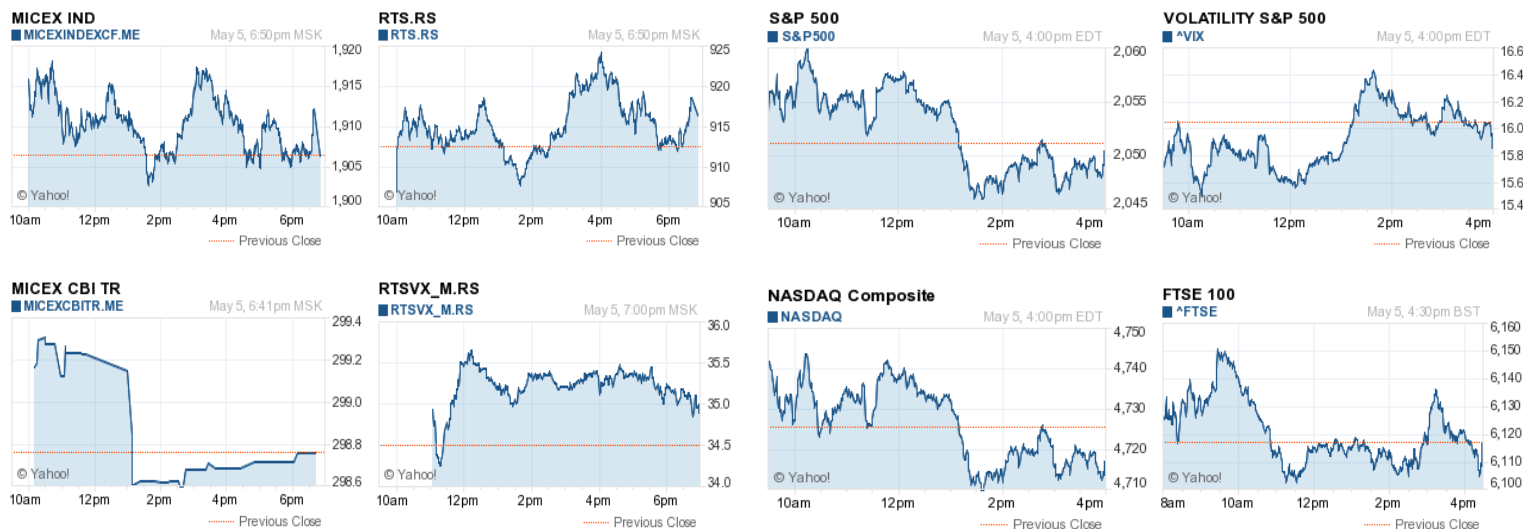 MICEX IND
MICEXINDEXCF.ME May 5, 6:50pm MSK
1,920
1,915
1,910
1,905
1,900
© Yahoo!
10am 12pm 2pm 4pm 6pm
Previous Close
RTS.RS
RTS.RS May 5, 6:50pm MSK
925
920
915
910
905
© Yahoo!
10am 12pm 2pm 4pm 6pm
Previous Close
S&P 500
S&P500 May 5, 4:00pm EDT
2,060
2,055
2,050
2,045
© Yahoo!
10am 12pm 2pm 4pm
Previous Close
VOLATILITY S&P 500
^VIX May 5, 4:00pm EDT
16.6
16.4
16.2
16.0
15.8
15.6
15.4
© Yahoo!
10am 12pm 2pm 4pm
Previous Close
MICEX CBI TR
MICEXCBITR.ME May 5, 6:41pm MSK
299.4
299.2
299.0
298.8
298.6
© Yahoo!
10am 12pm 2pm 4pm 6pm
Previous Close
RTSVX_M.RS
RTSVX_M.RS May 5, 7:00pm MSK
36.0
35.5
35.0
34.5
34.0
© Yahoo!
12pm 2pm 4pm 6pm
Previous Close
NASDAQ Composite
NASDAQ May 5, 4:00pm EDT
4,750
4,740
4,730
4,720
4,710
© Yahoo!
10am 12pm 2pm 4pm
Previous Close
FTSE 100
^FTSE May 5, 4:30pm BST
6,160
6,150
6,140
6,130
6,120
6,110
6,100
© Yahoo!
8am 10am 12pm 2pm 4pm
Previous Close